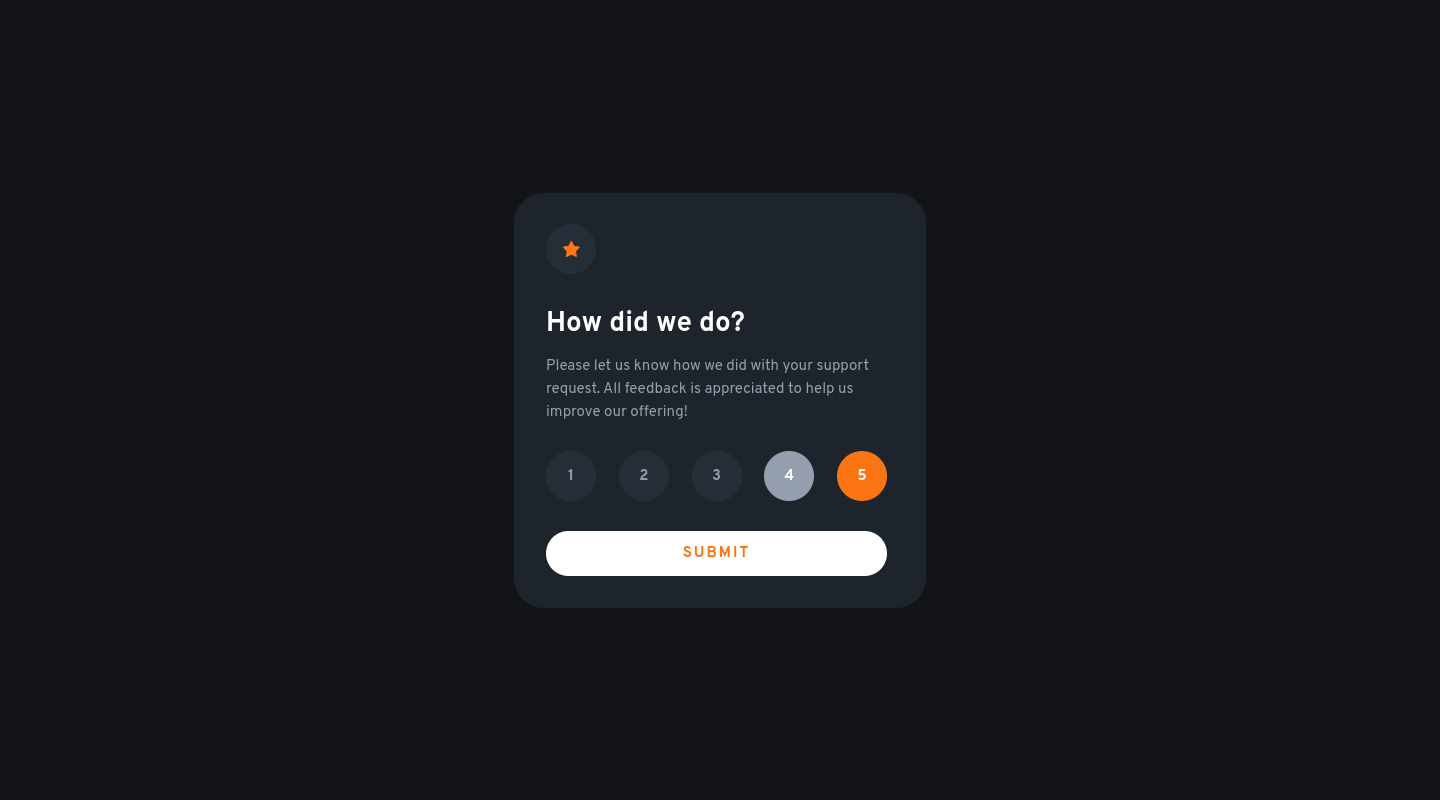 How did we do?
Please let us know how we did with your support
request. All feedback is appreciated to help us
improve our offering!
1 2 3 4 5
SUBMIT